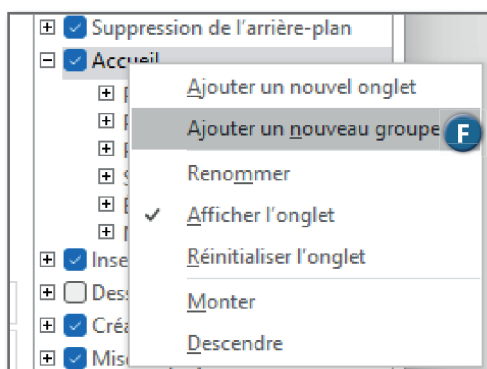 Suppression de l'arrière-plan
Accueil
Ajouter un nouvel onglet
Ajouter un nouveau groupe F
Renommer
Afficher l'onglet
Réinitialiser l'onglet
Monter
Descendre